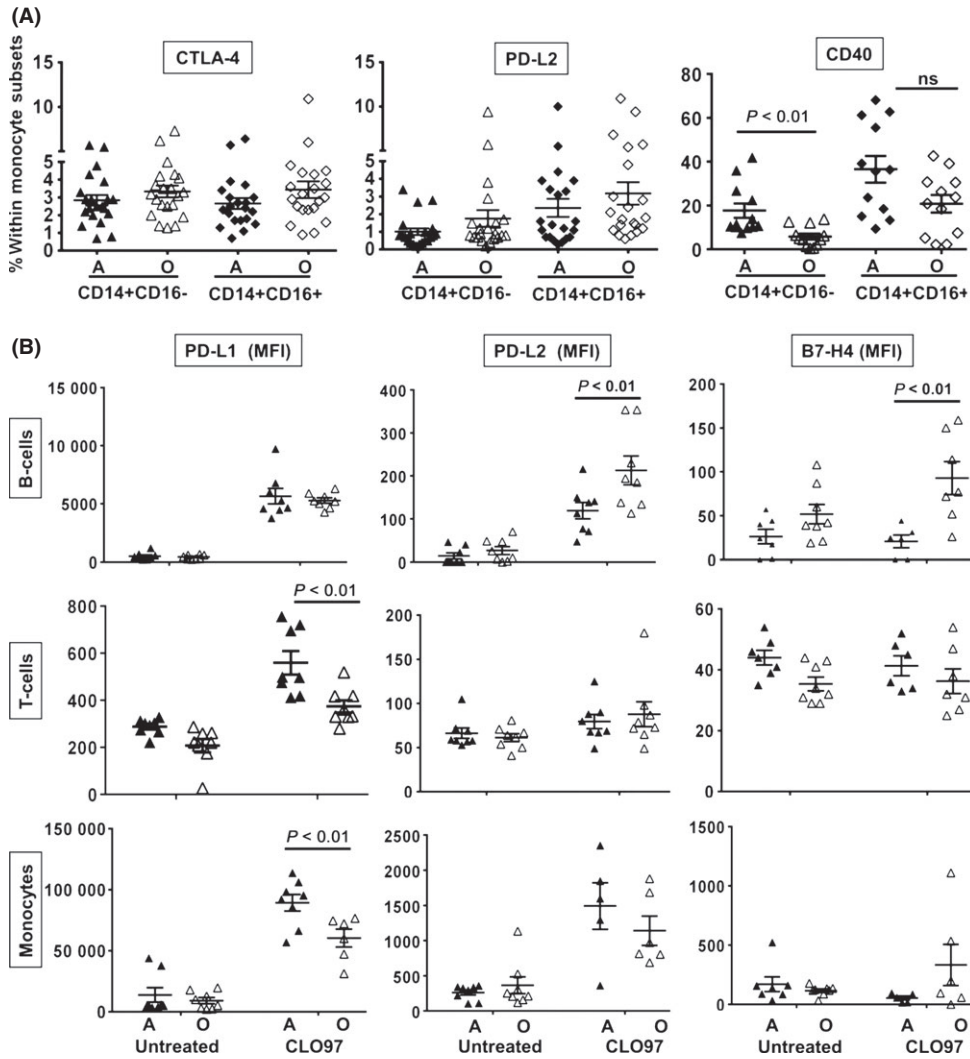 (A)
CTLA-4
PD-L2
CD40
% Within monocyte subsets
15
10
5
5
4
3
2
1
0
A O A O
CD14+CD16- CD14+CD16+
15
10
5
5
4
3
2
1
0
A O A O
CD14+CD16- CD14+CD16+
80
60
40
20
0
P < 0.01
ns
A O A O
CD14+CD16- CD14+CD16+
(B)
PD-L1 (MFI)
PD-L2 (MFI)
B7-H4 (MFI)
B-cells
15 000
10 000
5000
0
400
300
200
100
0
P < 0.01
200
150
100
50
0
P < 0.01
T-cells
800
600
400
200
0
P < 0.01
200
150
100
50
0
60
40
20
0
Monocytes
150 000
100 000
50 000
0
P < 0.01
A O A O
Untreated CLO97
2500
2000
1500
1000
500
0
A O A O
Untreated CLO97
1500
1000
500
0
A O A O
Untreated CLO97